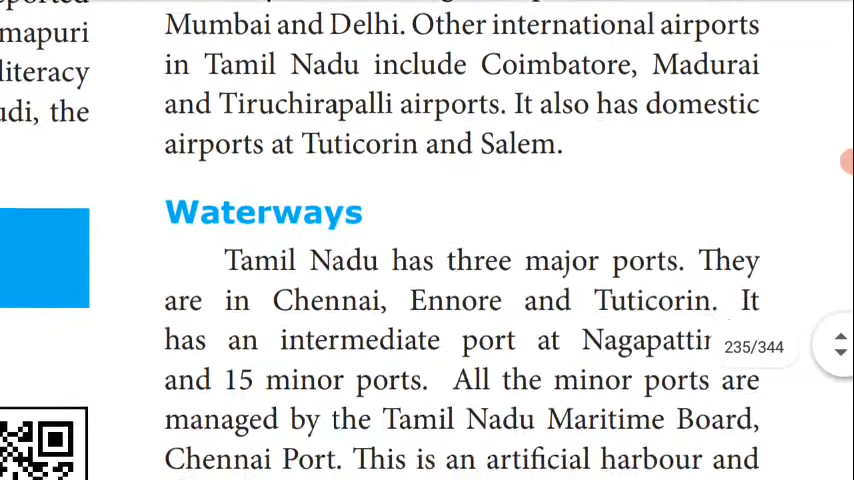 ported
mapuri
literacy
udi, the
Mumbai and Delhi. Other international airports
in Tamil Nadu include Coimbatore, Madurai
and Tiruchirapalli airports. It also has domestic
airports at Tuticorin and Salem.
Waterways
Tamil Nadu has three major ports. They
are in Chennai, Ennore and Tuticorin. It
has an intermediate port at Nagapattin
235/344
and 15 minor ports. All the minor ports are
managed by the Tamil Nadu Maritime Board,
Chennai Port. This is an artificial harbour and